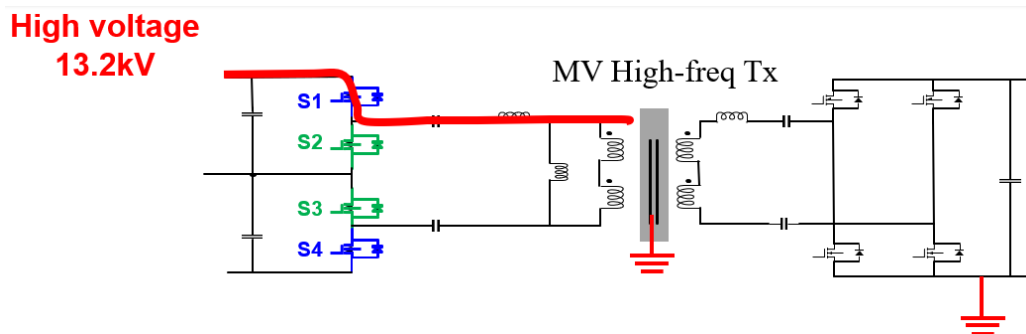 High voltage
13.2kV
MV High-freq Tx
S1
S2
S3
S4